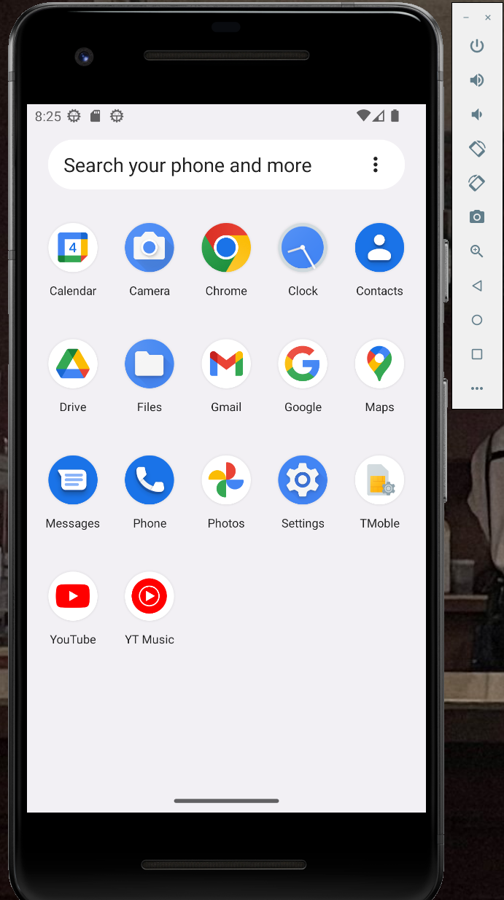 8:25
Search your phone and more
4
Calendar Camera Chrome Clock Contacts
Drive Files Gmail Google Maps
Messages Phone Photos Settings TMoble
YouTube YT Music